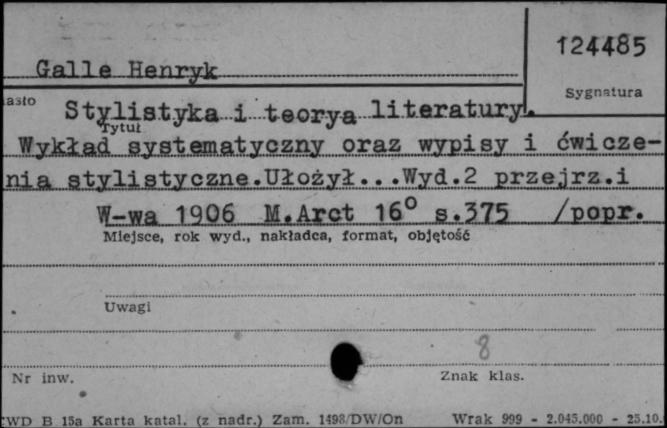 124485
Galle Henryk
Sygnatura
Stylistyka i teorya literatury.
Tytuł
Wykład systematyczny oraz wypisy i ćwicze-
nia stylistyczne.Ułożył...Wyd.2 przejrz.i
W-wa 1906 M.Arct 16° s.375 /popr.
Miejsce, rok wyd., nakładca, format, objętość
Uwagi
8
Nr inw.
Znak klas.
WD B 15a Karta katal. (z nadr.) Zam. 1498/DW/On Wrak 999 - 2.045.000 - 25.10.